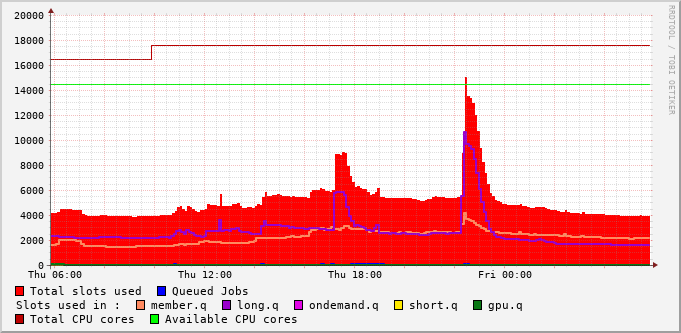 20000
18000
16000
14000
12000
10000
8000
6000
4000
2000
0
Thu 06:00 Thu 12:00 Thu 18:00 Fri 00:00
Total slots used Queued Jobs
Slots used in : member.q long.q ondemand.q short.q gpu.q
Total CPU cores Available CPU cores
RRDTOOL / TOBI OETIKER